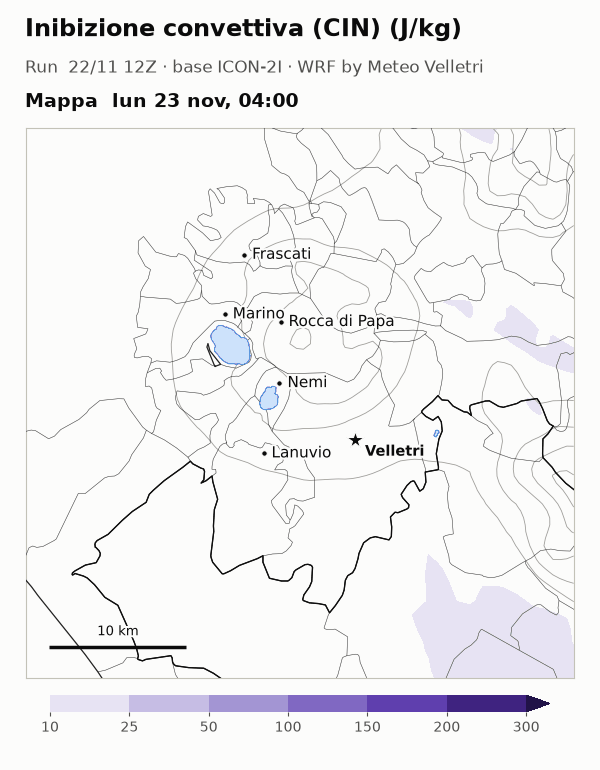 Inibizione convettiva (CIN) (J/kg)
Run 22/11 12Z · base ICON-2I · WRF by Meteo Velletri
Mappa lun 23 nov, 04:00
Frascati
Marino
Rocca di Papa
Nemi
Velletri
Lanuvio
10 km
10 25 50 100 150 200 300